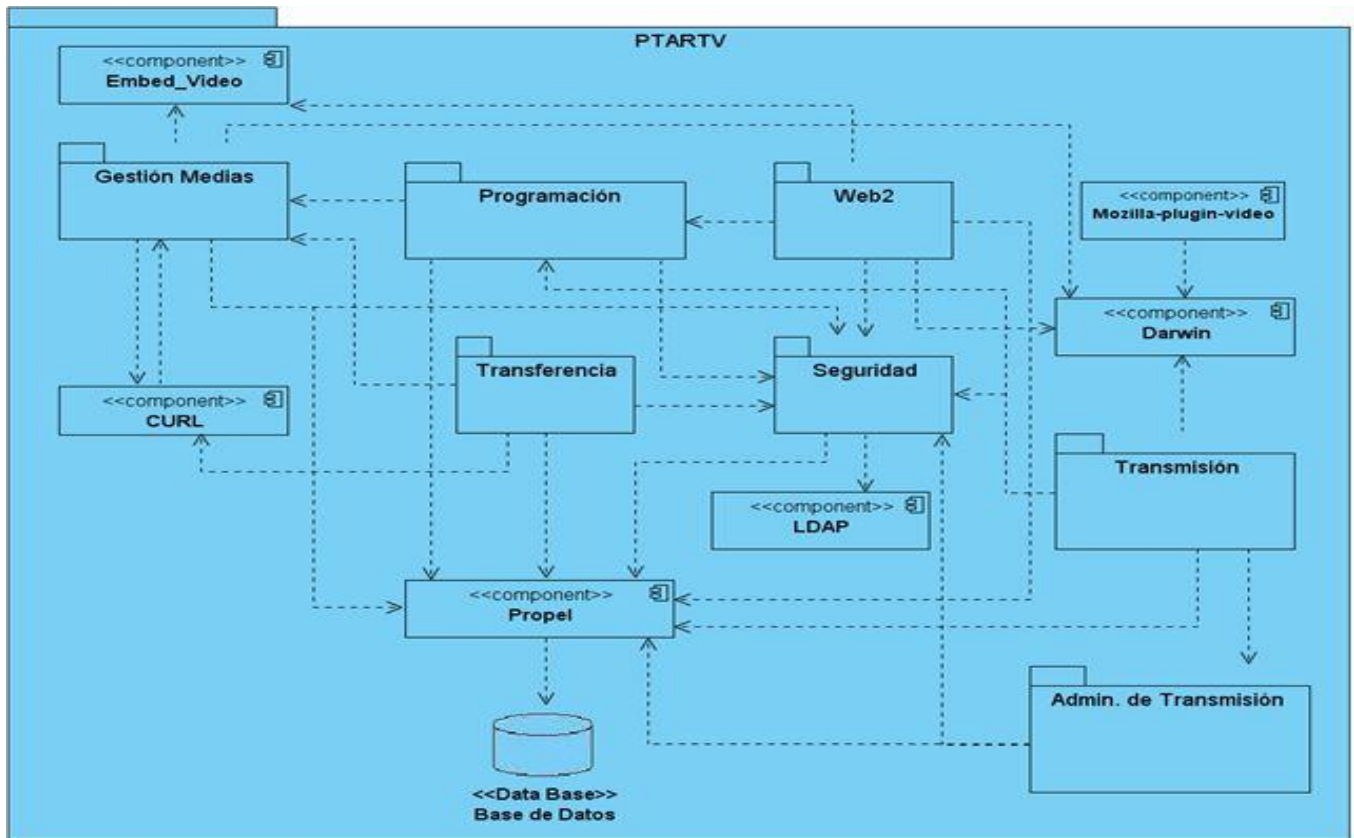 PTARTV
<<component>>
Embed_Video
Gestión Medias
Programación
Web2
<<component>>
Mozilla-plugin-video
<<component>>
Darwin
Transferencia
Seguridad
<<component>>
CURL
Transmisión
<<component>>
LDAP
<<component>>
Propel
Admin. de Transmisión
<<Data Base>>
Base de Datos